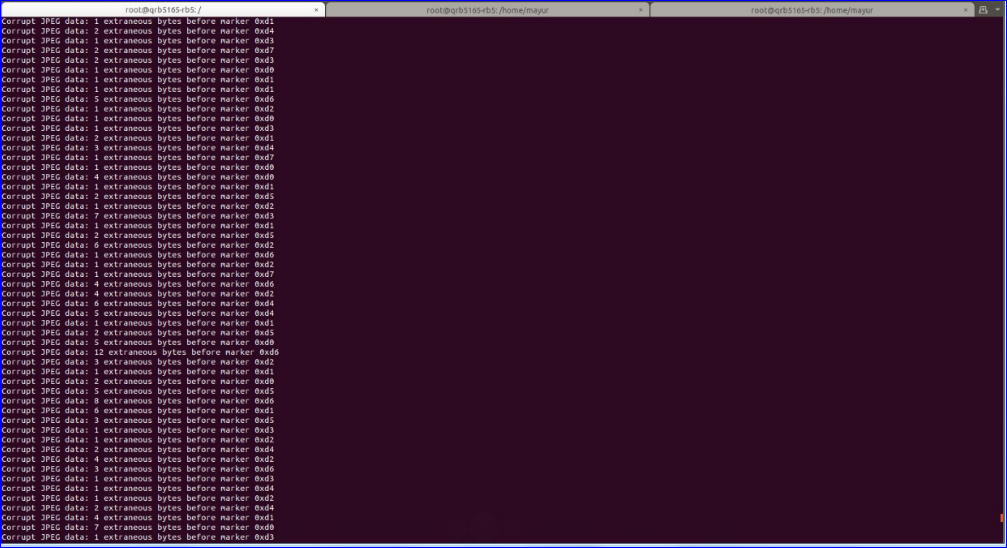 root@qrb5165-rb5: / × root@qrb5165-rb5: /home/mayur × root@qrb5165-rb5: /home/mayur ×
Corrupt JPEG data: 1 extraneous bytes before marker 0xd1
Corrupt JPEG data: 2 extraneous bytes before marker 0xd4
Corrupt JPEG data: 1 extraneous bytes before marker 0xd3
Corrupt JPEG data: 2 extraneous bytes before marker 0xd7
Corrupt JPEG data: 2 extraneous bytes before marker 0xd3
Corrupt JPEG data: 1 extraneous bytes before marker 0xd0
Corrupt JPEG data: 1 extraneous bytes before marker 0xd1
Corrupt JPEG data: 1 extraneous bytes before marker 0xd1
Corrupt JPEG data: 5 extraneous bytes before marker 0xd6
Corrupt JPEG data: 1 extraneous bytes before marker 0xd2
Corrupt JPEG data: 1 extraneous bytes before marker 0xd0
Corrupt JPEG data: 1 extraneous bytes before marker 0xd3
Corrupt JPEG data: 2 extraneous bytes before marker 0xd1
Corrupt JPEG data: 3 extraneous bytes before marker 0xd4
Corrupt JPEG data: 1 extraneous bytes before marker 0xd7
Corrupt JPEG data: 1 extraneous bytes before marker 0xd0
Corrupt JPEG data: 4 extraneous bytes before marker 0xd0
Corrupt JPEG data: 1 extraneous bytes before marker 0xd1
Corrupt JPEG data: 2 extraneous bytes before marker 0xd5
Corrupt JPEG data: 1 extraneous bytes before marker 0xd2
Corrupt JPEG data: 7 extraneous bytes before marker 0xd3
Corrupt JPEG data: 1 extraneous bytes before marker 0xd1
Corrupt JPEG data: 2 extraneous bytes before marker 0xd5
Corrupt JPEG data: 6 extraneous bytes before marker 0xd2
Corrupt JPEG data: 1 extraneous bytes before marker 0xd6
Corrupt JPEG data: 1 extraneous bytes before marker 0xd2
Corrupt JPEG data: 1 extraneous bytes before marker 0xd7
Corrupt JPEG data: 4 extraneous bytes before marker 0xd6
Corrupt JPEG data: 4 extraneous bytes before marker 0xd2
Corrupt JPEG data: 6 extraneous bytes before marker 0xd4
Corrupt JPEG data: 5 extraneous bytes before marker 0xd4
Corrupt JPEG data: 1 extraneous bytes before marker 0xd1
Corrupt JPEG data: 2 extraneous bytes before marker 0xd5
Corrupt JPEG data: 5 extraneous bytes before marker 0xd0
Corrupt JPEG data: 12 extraneous bytes before marker 0xd6
Corrupt JPEG data: 3 extraneous bytes before marker 0xd2
Corrupt JPEG data: 1 extraneous bytes before marker 0xd1
Corrupt JPEG data: 2 extraneous bytes before marker 0xd0
Corrupt JPEG data: 5 extraneous bytes before marker 0xd5
Corrupt JPEG data: 8 extraneous bytes before marker 0xd6
Corrupt JPEG data: 6 extraneous bytes before marker 0xd1
Corrupt JPEG data: 3 extraneous bytes before marker 0xd5
Corrupt JPEG data: 1 extraneous bytes before marker 0xd3
Corrupt JPEG data: 1 extraneous bytes before marker 0xd2
Corrupt JPEG data: 2 extraneous bytes before marker 0xd4
Corrupt JPEG data: 4 extraneous bytes before marker 0xd2
Corrupt JPEG data: 3 extraneous bytes before marker 0xd6
Corrupt JPEG data: 1 extraneous bytes before marker 0xd3
Corrupt JPEG data: 1 extraneous bytes before marker 0xd4
Corrupt JPEG data: 1 extraneous bytes before marker 0xd2
Corrupt JPEG data: 2 extraneous bytes before marker 0xd4
Corrupt JPEG data: 4 extraneous bytes before marker 0xd1
Corrupt JPEG data: 7 extraneous bytes before marker 0xd0
Corrupt JPEG data: 1 extraneous bytes before marker 0xd3